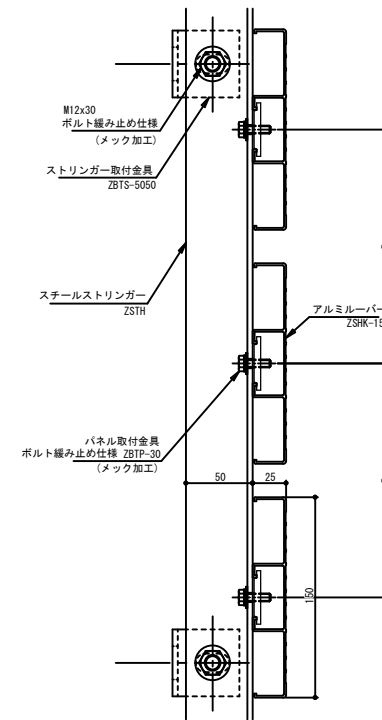 M12x30
ボルト緩み止め仕様
(メック加工)
ストリンガー取付金具
ZBTS-5050
スチールストリンガー
ZSTH
アルミルーバー
ZSHK-15
パネル取付金具
ボルト緩み止め仕様 ZBTP-30
(メック加工)
50
25
150